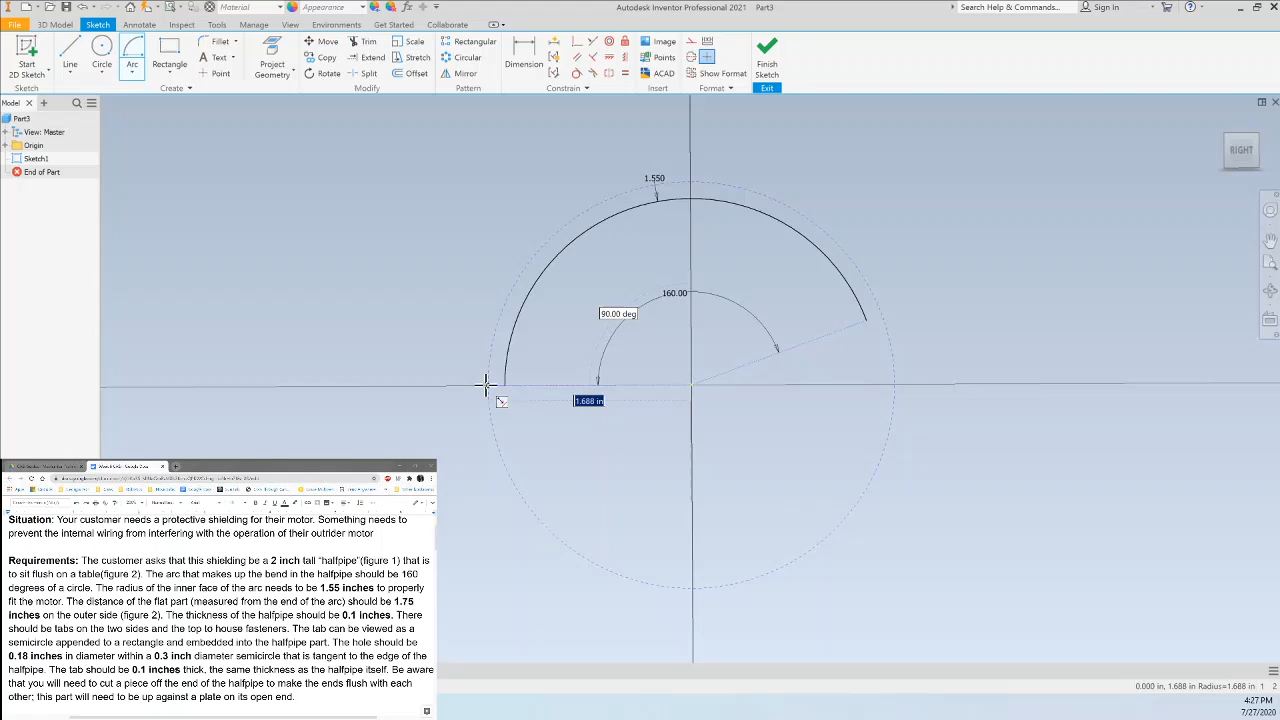 Material
Appearance
Autodesk Inventor Professional 2021 Part3
Search Help & Commands...
Sign In
File
3D Model
Sketch
Annotate
Inspect
Tools
Manage
View
Environments
Get Started
Collaborate
Start
2D Sketch
Line
Circle
Arc
Rectangle
Fillet
Text
Point
Project
Geometry
Move
Copy
Rotate
Trim
Extend
Split
Scale
Stretch
Offset
Rectangular
Circular
Mirror
Dimension
Image
Points
ACAD
Show Format
Finish
Sketch
Sketch
Create
Modify
Pattern
Constrain
Insert
Format
Exit
Model
Part3
View: Master
Origin
Sketch1
End of Part
RIGHT
1.550
160.00
90.00 deg
1.688 in
Situation: Your customer needs a protective shielding for their motor. Something needs to
prevent the internal wiring from interfering with the operation of their outrider motor
Requirements: The customer asks that this shielding be a 2 inch tall “halfpipe”(figure 1) that is
to sit flush on a table(figure 2). The arc that makes up the bend in the halfpipe should be 160
degrees of a circle. The radius of the inner face of the arc needs to be 1.55 inches to properly
fit the motor. The distance of the flat part (measured from the end of the arc) should be 1.75
inches on the outer side (figure 2). The thickness of the halfpipe should be 0.1 inches. There
should be tabs on the two sides and the top to house fasteners. The tab can be viewed as a
semicircle appended to a rectangle and embedded into the halfpipe part. The hole should be
0.18 inches in diameter within a 0.3 inch diameter semicircle that is tangent to the edge of the
halfpipe. The tab should be 0.1 inches thick, the same thickness as the halfpipe itself. Be aware
that you will need to cut a piece off the end of the halfpipe to make the ends flush with each
other; this part will need to be up against a plate on its open end.
0.000 in, 1.688 in Radius=1.688 in 1 2
4:27 PM
7/27/2020